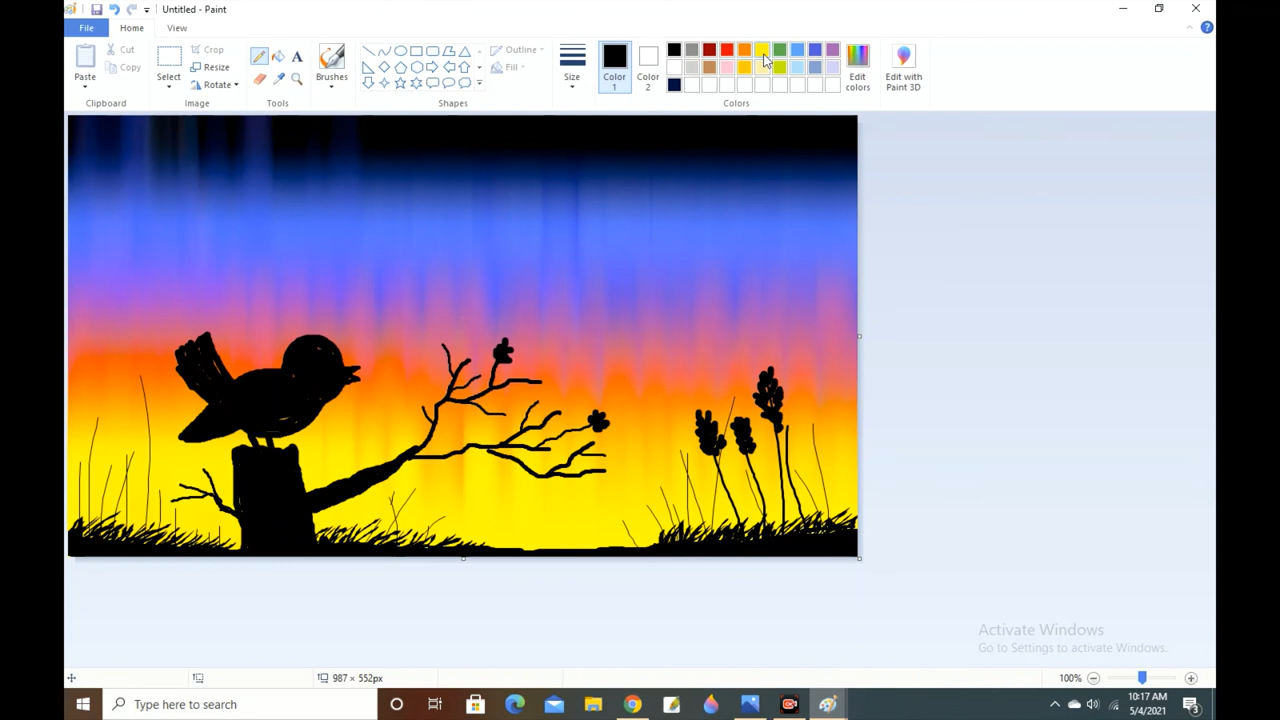 Untitled - Paint
File
Home
View
Paste
Cut
Copy
Clipboard
Select
Crop
Resize
Rotate
Image
A
Tools
Brushes
Shapes
Outline
Fill
Size
Color 1
Color 2
Colors
Edit colors
Edit with Paint 3D
?
Activate Windows
Go to Settings to activate Windows.
987 × 552px
100%
Type here to search
10:17 AM
5/4/2021
3